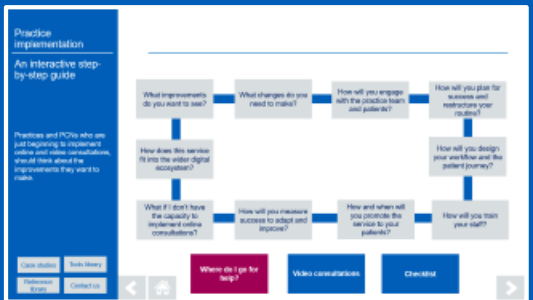 Practice
implementation
An interactive step-
by-step guide
Practices and PCNs who are
just beginning to implement
online and video consultations,
should think about the
improvements they want to
make.
Case studies
Tools library
Reference
library
Contact us
What improvements
do you want to see?
What changes do you
need to make?
How will you engage
with the practice team
and patients?
How will you plan for
success and
restructure your
routine?
How does this service
fit into the wider digital
ecosystem?
How will you design
your workflow and the
patient journey?
What if I don't have
the capacity to
implement online
consultations?
How will you measure
success to adapt and
improve?
How and when will
you promote the
service to your
patients?
How will you train
your staff?
Where do I go for
help?
Video consultations
Checklist